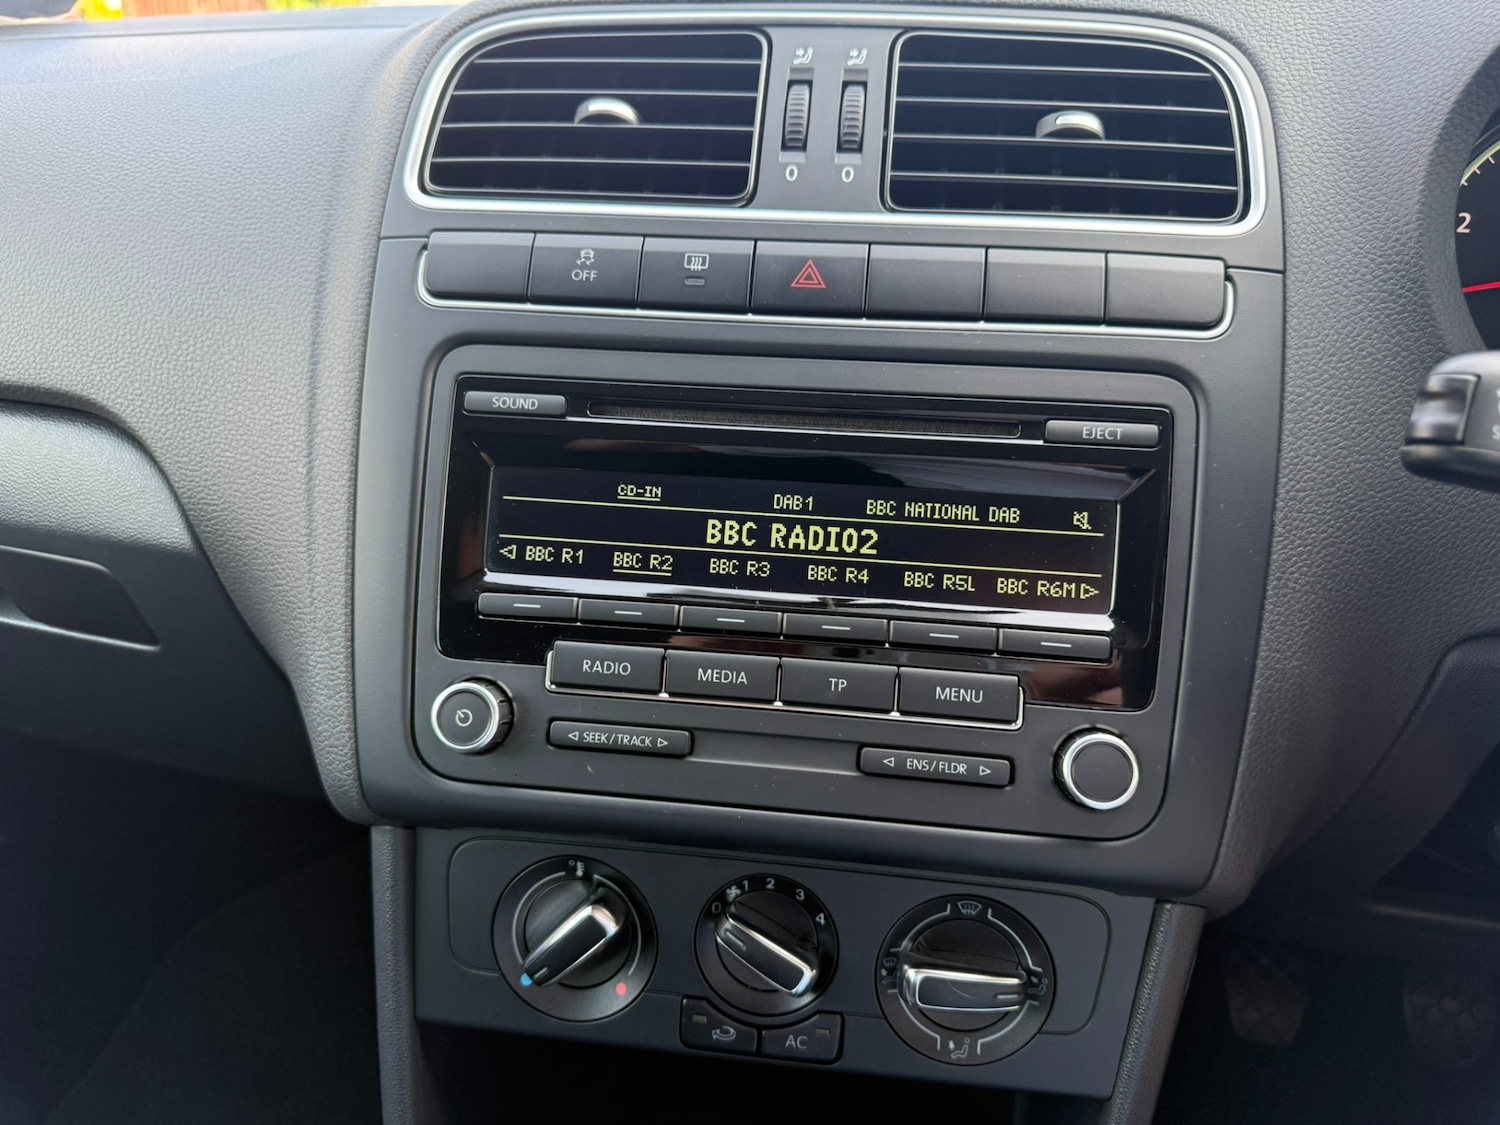 0 0
OFF
SOUND
EJECT
CD-IN
DAB1 BBC NATIONAL DAB
BBC RADIO2
BBC R1 BBC R2 BBC R3 BBC R4 BBC R5L BBC R6M
RADIO MEDIA TP MENU
SEEK/TRACK
ENS/FLDR
0 1 2 3 4
AC
2